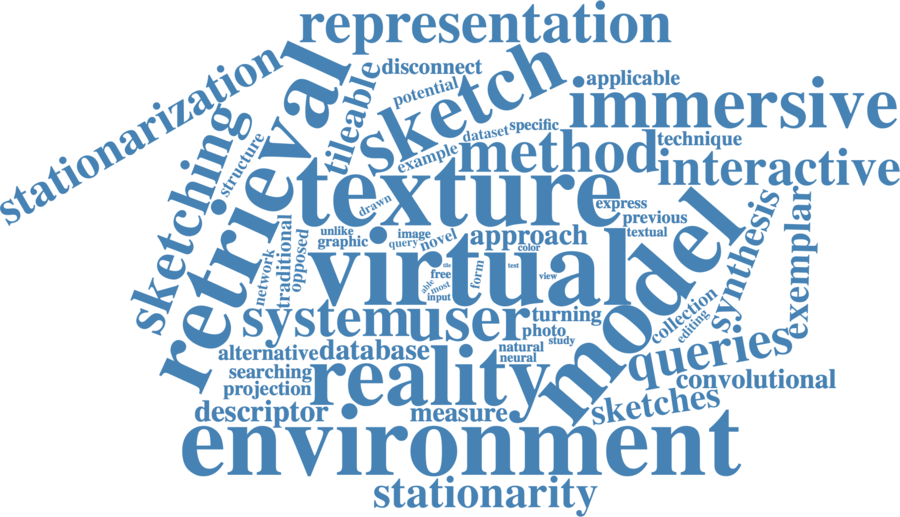 representation
stationarization
retrieval
disconnect
tileable
potential
sketch
applicable
immersive
sketching
structure
dataset
specific
example
method
technique
interactive
texture
drawn
express
previous
textual
unlike
graphic
image
query
novel
approach
color
traditional
opposed
network
virtual
tile
free
able
most
input
form
test
view
model
synthesis
exemplar
collection
editing
system
user
turning
photo
study
natural
neural
alternative
database
searching
projection
reality
queries
convolutional
descriptor
measure
sketches
environment
stationarity